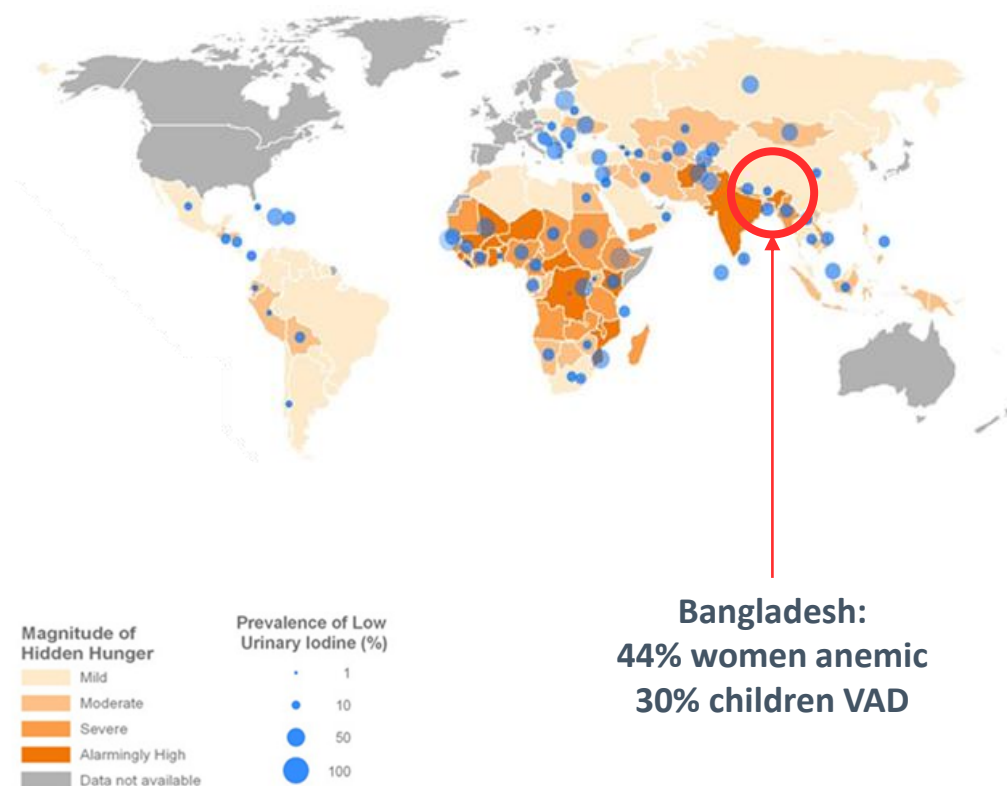 Bangladesh:
44% women anemic
30% children VAD
Magnitude of
Hidden Hunger
Mild
Moderate
Severe
Alarmingly High
Data not available
Prevalence of Low
Urinary Iodine (%)
1
10
50
100